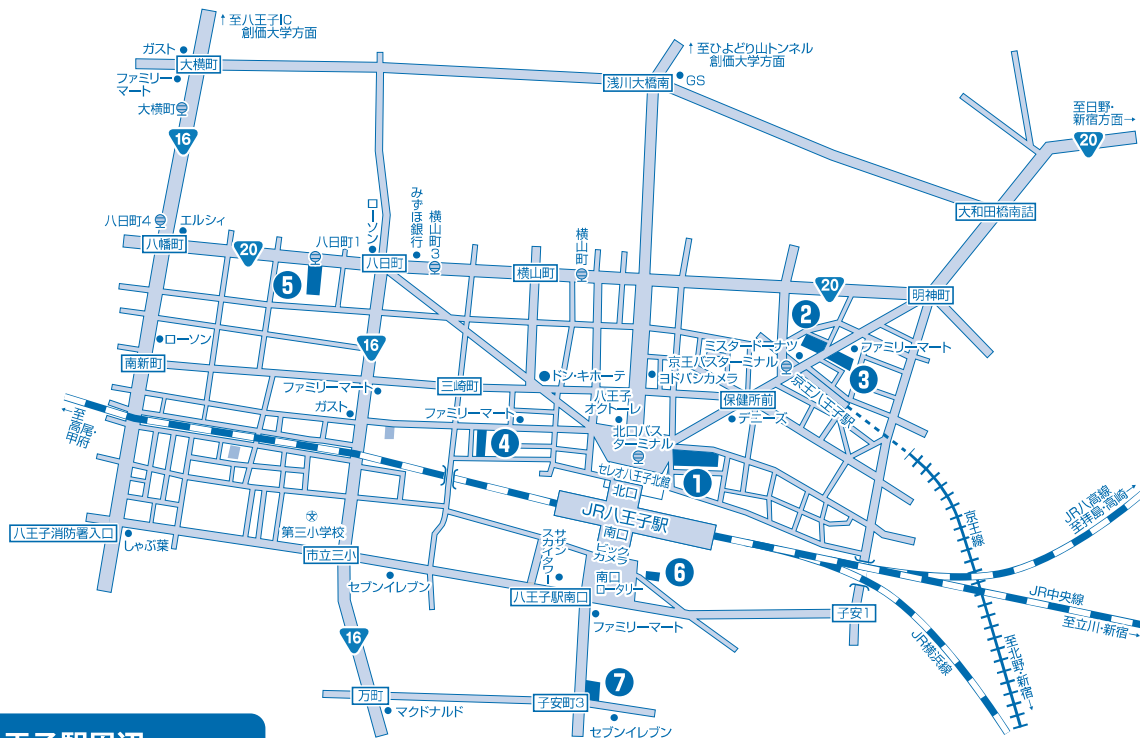 ↑至八王子IC
創価大学方面
ガスト
大横町
ファミリー
マート
大横町
16
↑至ひよどり山トンネル
創価大学方面
浅川大橋南
GS
至日野・
新宿方面→
20
大和田橋南詰
八日町4
エルシィ
八幡町
20
八日町1
ローソン
八日町
みずほ銀行
横山町3
横山町
横山町
20
明神町
5
2
ローソン
南新町
16
ミスタードーナツ
京王バスターミナル
ファミリーマート
3
京王八王子駅
ファミリーマート
三崎町
ドン・キホーテ
ヨドバシカメラ
保健所前
デニーズ
ガスト
ファミリーマート
八王子
オクトーレ
北口バス
ターミナル
4
セレオ八王子北館
1
北口
←至高尾・
甲府
JR八王子駅
南口
ビック
カメラ
八王子消防署入口
しゃぶ葉
第三小学校
市立三小
セブンイレブン
サザン
スカイタワー
南口
ロータリー
6
八王子駅南口
ファミリーマート
子安1
JR八高線
至拝島・高崎→
京王線
JR中央線
至立川・新宿→
JR横浜線
至北野・新宿→
16
万町
マクドナルド
7
子安町3
セブンイレブン